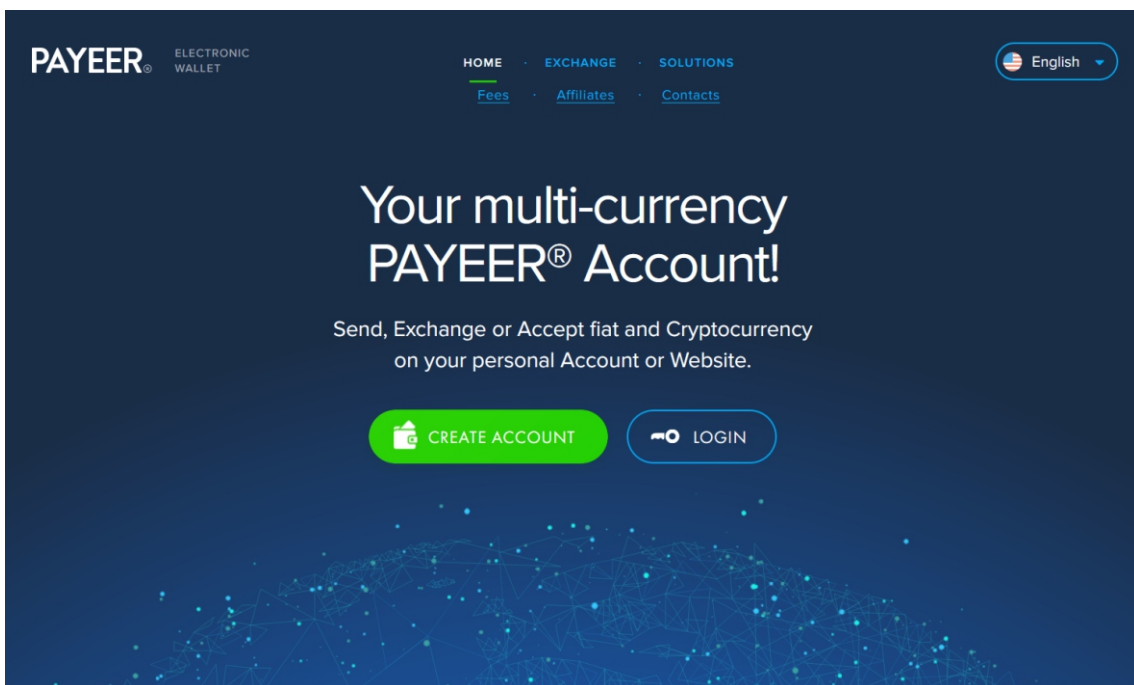 PAYEER®
ELECTRONIC
WALLET
HOME · EXCHANGE · SOLUTIONS
Fees · Affiliates · Contacts
English
Your multi-currency
PAYEER® Account!
Send, Exchange or Accept fiat and Cryptocurrency
on your personal Account or Website.
CREATE ACCOUNT
LOGIN